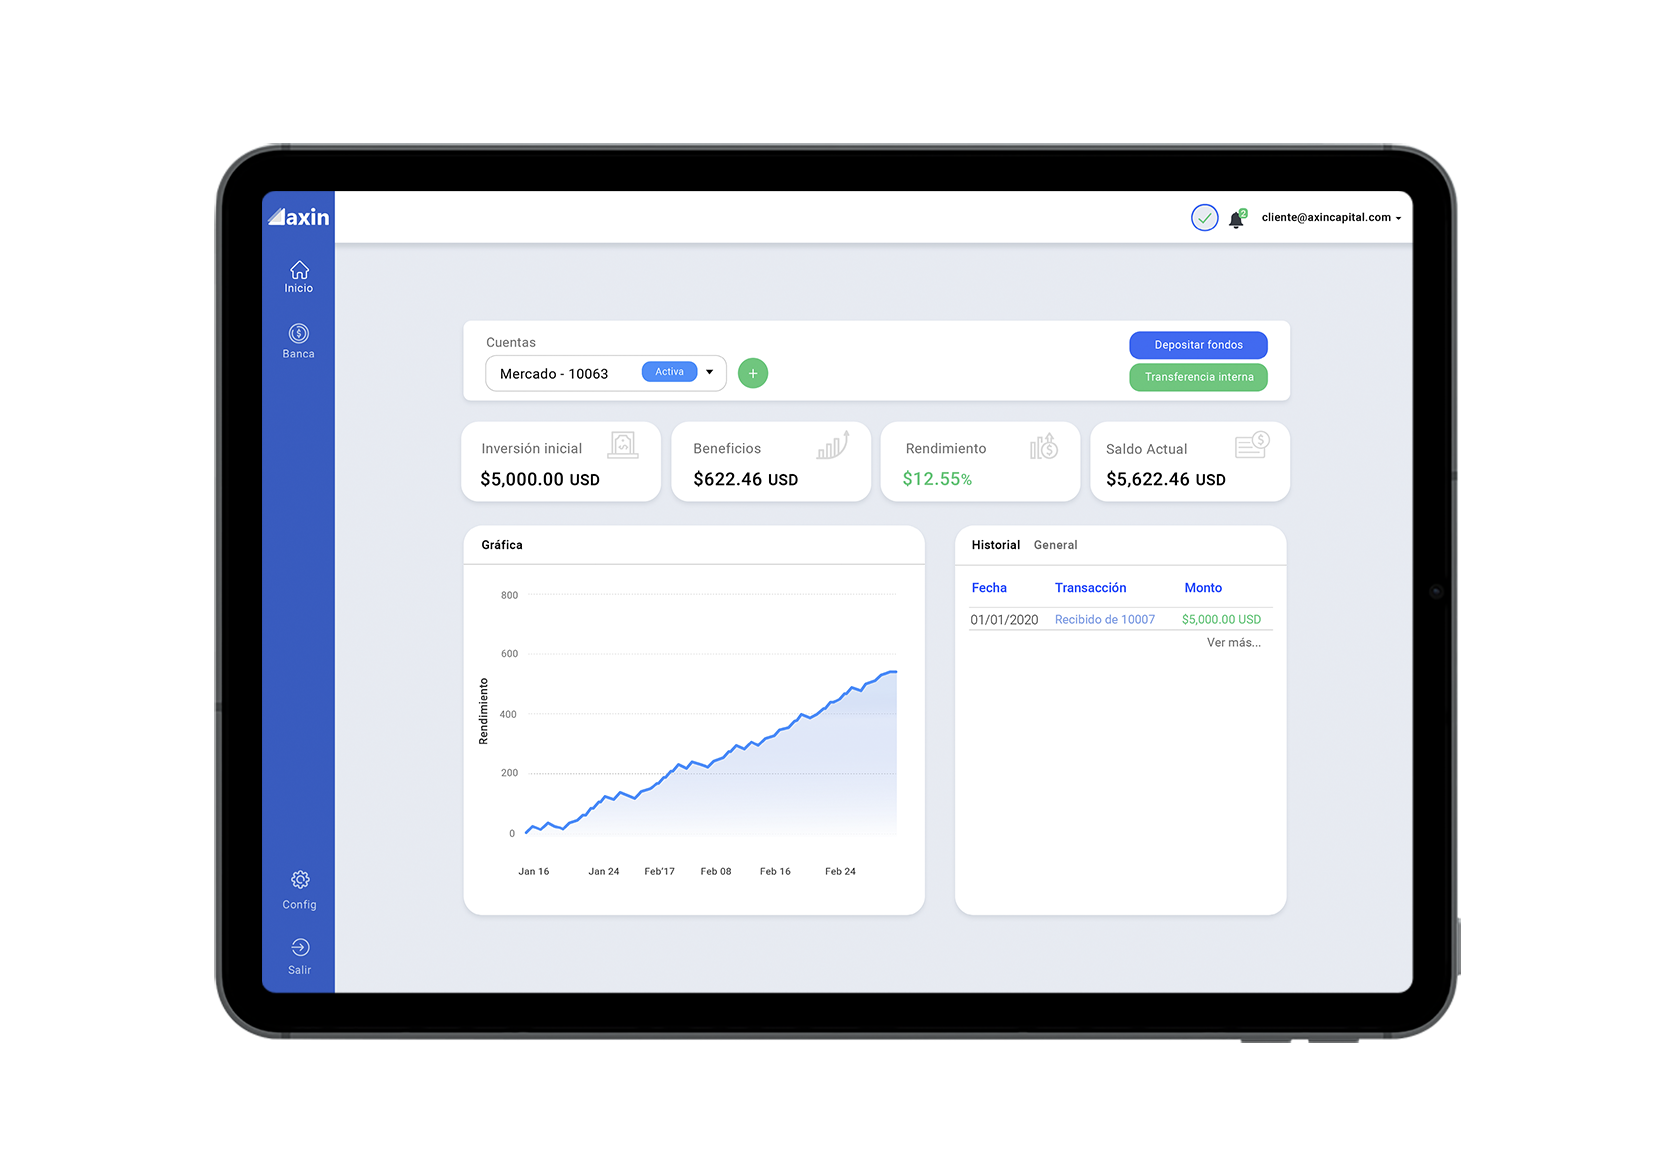 axin
2
cliente@axincapital.com
Inicio
Banca
Config
Salir
Cuentas
Mercado - 10063
Activa
+
Depositar fondos
Transferencia interna
Inversión inicial
$5,000.00 USD
Beneficios
$622.46 USD
Rendimiento
$12.55%
Saldo Actual
$5,622.46 USD
Gráfica
800
600
400
200
0
Rendimiento
Jan 16 Jan 24 Feb'17 Feb 08 Feb 16 Feb 24
Historial General
Fecha Transacción Monto
01/01/2020 Recibido de 10007 $5,000.00 USD
Ver más...